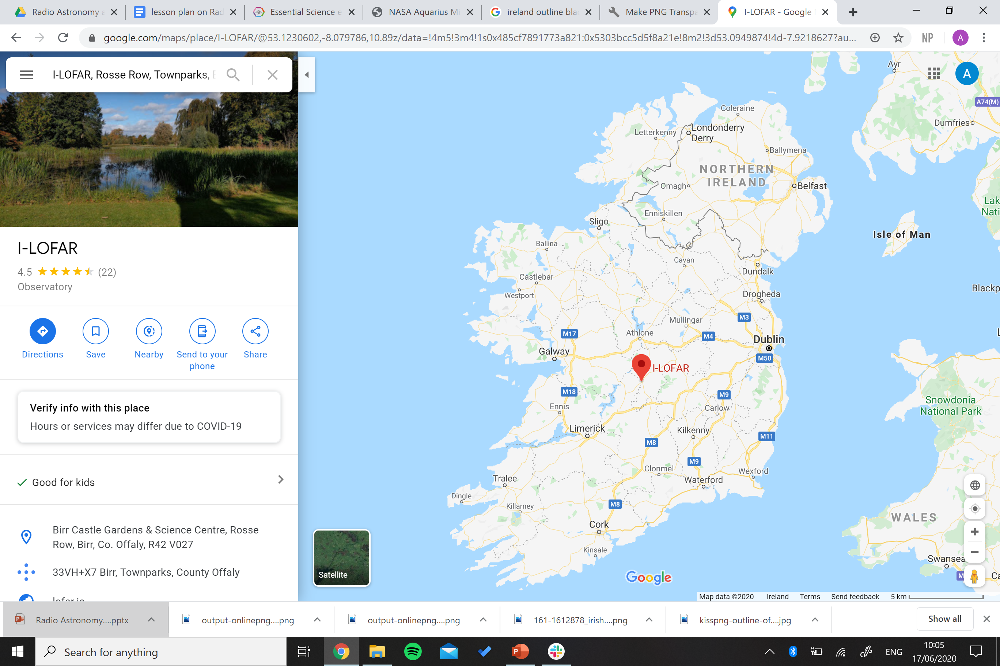 Radio Astronomy a
lesson plan on Rad
Essential Science e
NASA Aquarius Mi
ireland outline bla
Make PNG Transpa
I-LOFAR - Google
google.com/maps/place/I-LOFAR/@53.1230602,-8.079786,10.89z/data=!4m5!3m4!1s0x485cf7891773a821:0x5303bcc5d5f8a21e!8m2!3d53.0949874!4d-7.9218627?au...
NP
A
I-LOFAR, Rosse Row, Townparks,
I-LOFAR
4.5 (22)
Observatory
Directions
Save
Nearby
Send to your
phone
Share
Verify info with this place
Hours or services may differ due to COVID-19
Good for kids
Birr Castle Gardens & Science Centre, Rosse
Row, Birr, Co. Offaly, R42 V027
33VH+X7 Birr, Townparks, County Offaly
lofar.ie
A
Ayr
A74(M)
Coleraine
Dumfries
Londonderry
Derry
Letterkenny
Ballymena
NORTHERN
IRELAND
Omagh
Belfast
Lak
Nati
Enniskillen
Sligo
Isle of Man
Ballina
Cavan
Dundalk
Castlebar
Westport
Blackp
Drogheda
M3
Mullingar
Athlone
M17
M4
Dublin
Galway
M50
I-LOFAR
M18
M9
Snowdonia
National Park
Ennis
Carlow
Limerick
Kilkenny
M11
M8
M9
Clonmel
Wexford
Tralee
Waterford
Dingle
Killarney
M8
WALES
Cork
Kinsale
Swansea
M
Ca
Satellite
Google
Map data ©2020
Ireland
Terms
Send feedback
5 km
Radio Astronomy....pptx
output-onlinepng....png
output-onlinepng....png
161-1612878_irish....png
kisspng-outline-of....jpg
Show all
Search for anything
ENG
10:05
17/06/2020